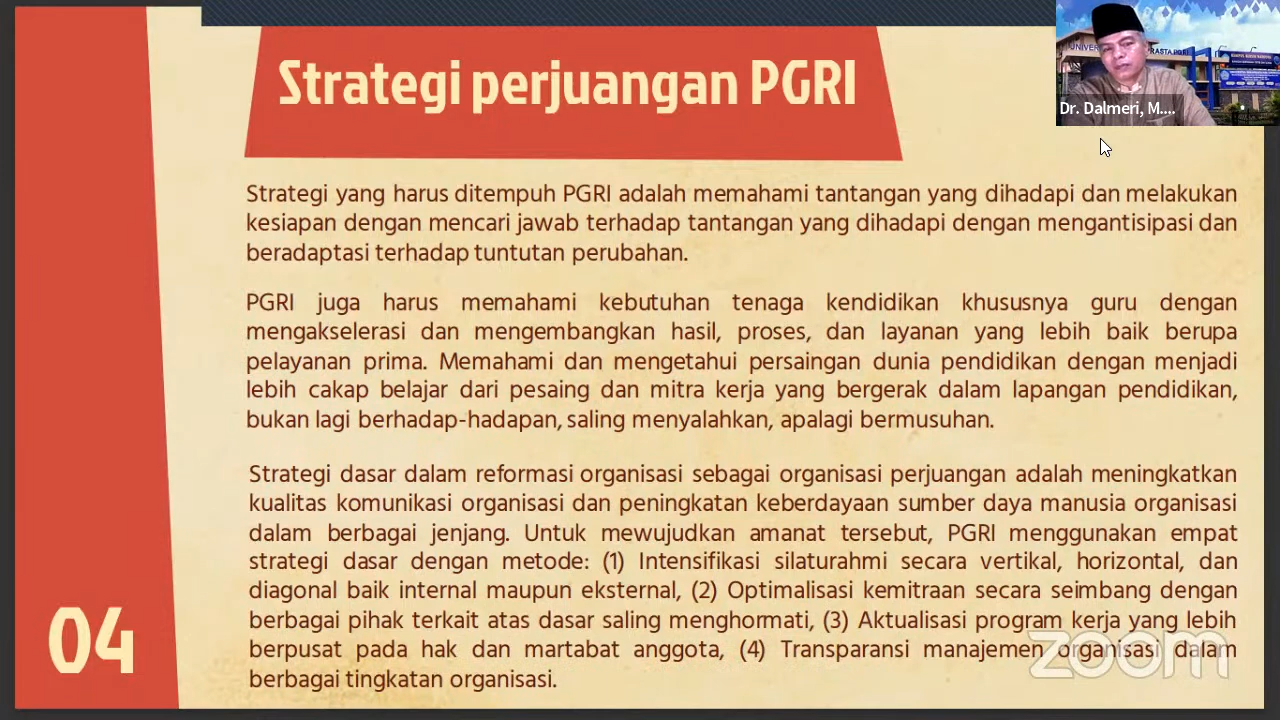 Strategi perjuangan PGRI
UNIVER
RASTA PGRI
Dr. Dalmeri, M....
Strategi yang harus ditempuh PGRI adalah memahami tantangan yang dihadapi dan melakukan
kesiapan dengan mencari jawab terhadap tantangan yang dihadapi dengan mengantisipasi dan
beradaptasi terhadap tuntutan perubahan.
PGRI juga harus memahami kebutuhan tenaga kendidikan khususnya guru dengan
mengakselerasi dan mengembangkan hasil, proses, dan layanan yang lebih baik berupa
pelayanan prima. Memahami dan mengetahui persaingan dunia pendidikan dengan menjadi
lebih cakap belajar dari pesaing dan mitra kerja yang bergerak dalam lapangan pendidikan,
bukan lagi berhadap-hadapan, saling menyalahkan, apalagi bermusuhan.
Strategi dasar dalam reformasi organisasi sebagai organisasi perjuangan adalah meningkatkan
kualitas komunikasi organisasi dan peningkatan keberdayaan sumber daya manusia organisasi
dalam berbagai jenjang. Untuk mewujudkan amanat tersebut, PGRI menggunakan empat
strategi dasar dengan metode: (1) Intensifikasi silaturahmi secara vertikal, horizontal, dan
diagonal baik internal maupun eksternal, (2) Optimalisasi kemitraan secara seimbang dengan
berbagai pihak terkait atas dasar saling menghormati, (3) Aktualisasi program kerja yang lebih
berpusat pada hak dan martabat anggota, (4) Transparansi manajemen organisasi dalam
berbagai tingkatan organisasi.
04
zoom